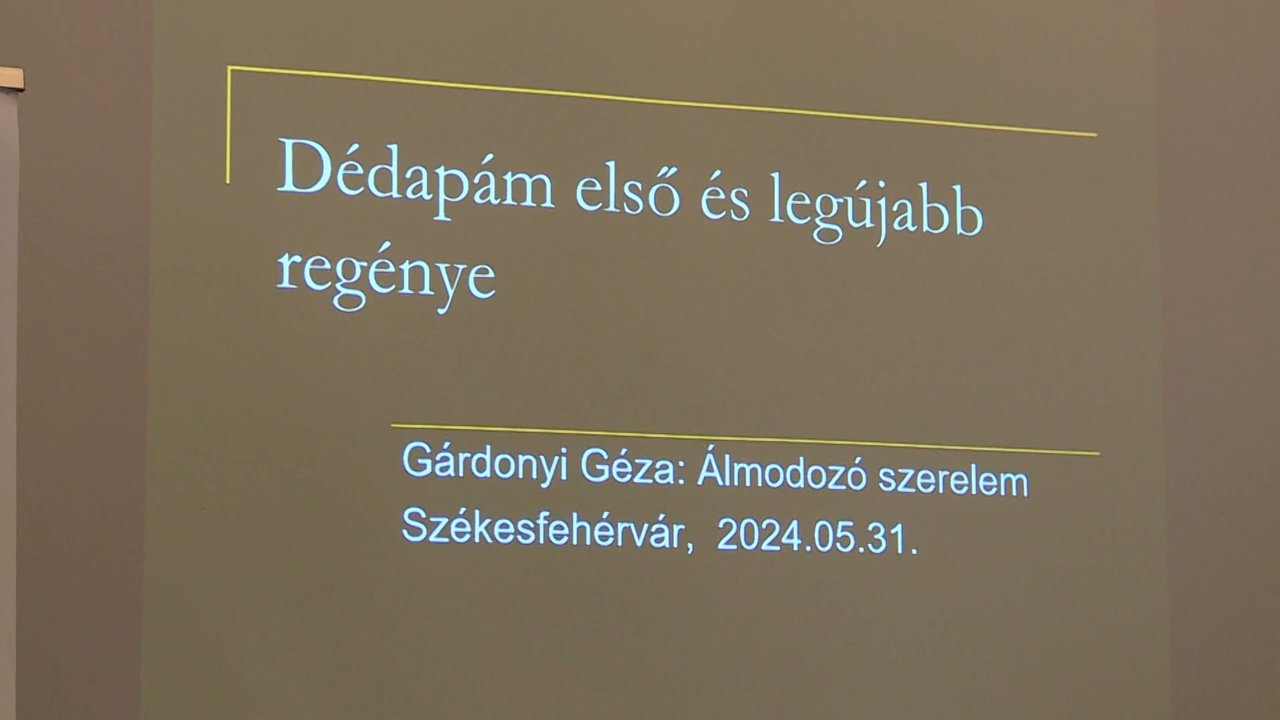 Dédapám első és legújabb
regénye
Gárdonyi Géza: Álmodozó szerelem
Székesfehérvár, 2024.05.31.